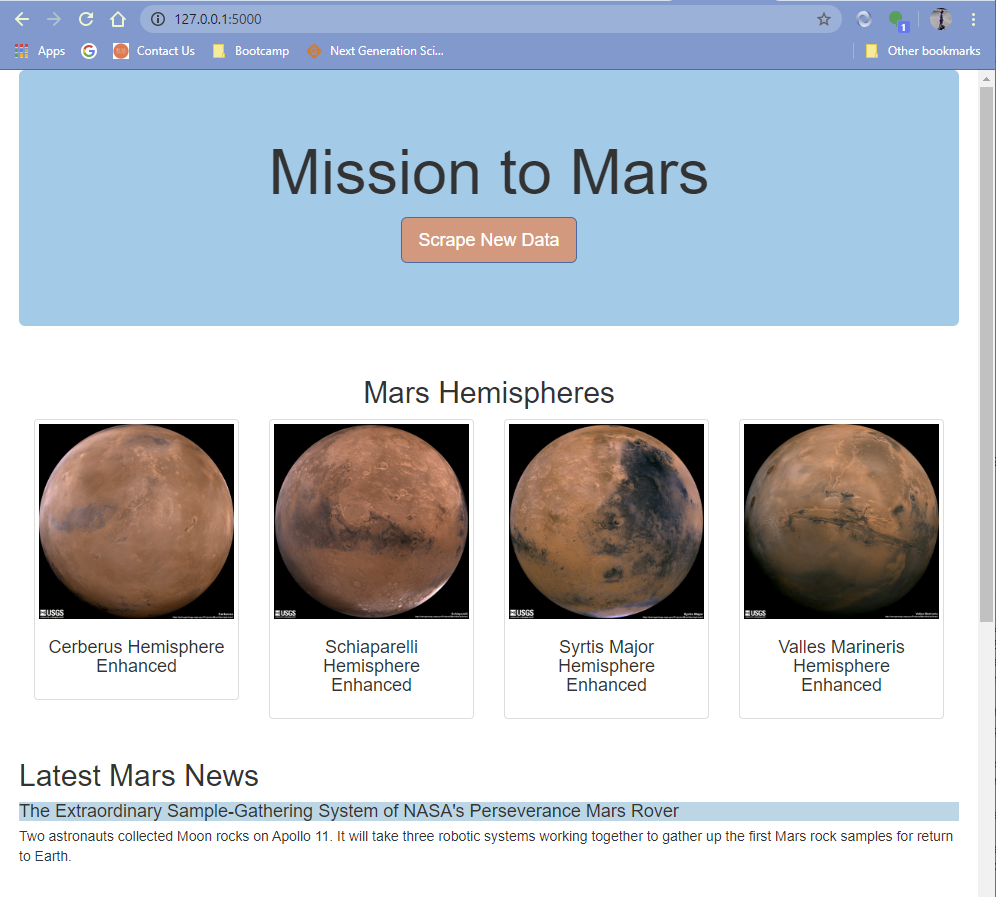 127.0.0.1:5000
1
Apps
Contact Us
Bootcamp
Next Generation Sci...
Other bookmarks
Mission to Mars
Scrape New Data
Mars Hemispheres
USGS
USGS
USGS
USGS
Cerberus Hemisphere
Enhanced
Schiaparelli
Hemisphere
Enhanced
Syrtis Major
Hemisphere
Enhanced
Valles Marineris
Hemisphere
Enhanced
Latest Mars News
The Extraordinary Sample-Gathering System of NASA's Perseverance Mars Rover
Two astronauts collected Moon rocks on Apollo 11. It will take three robotic systems working together to gather up the first Mars rock samples for return
to Earth.